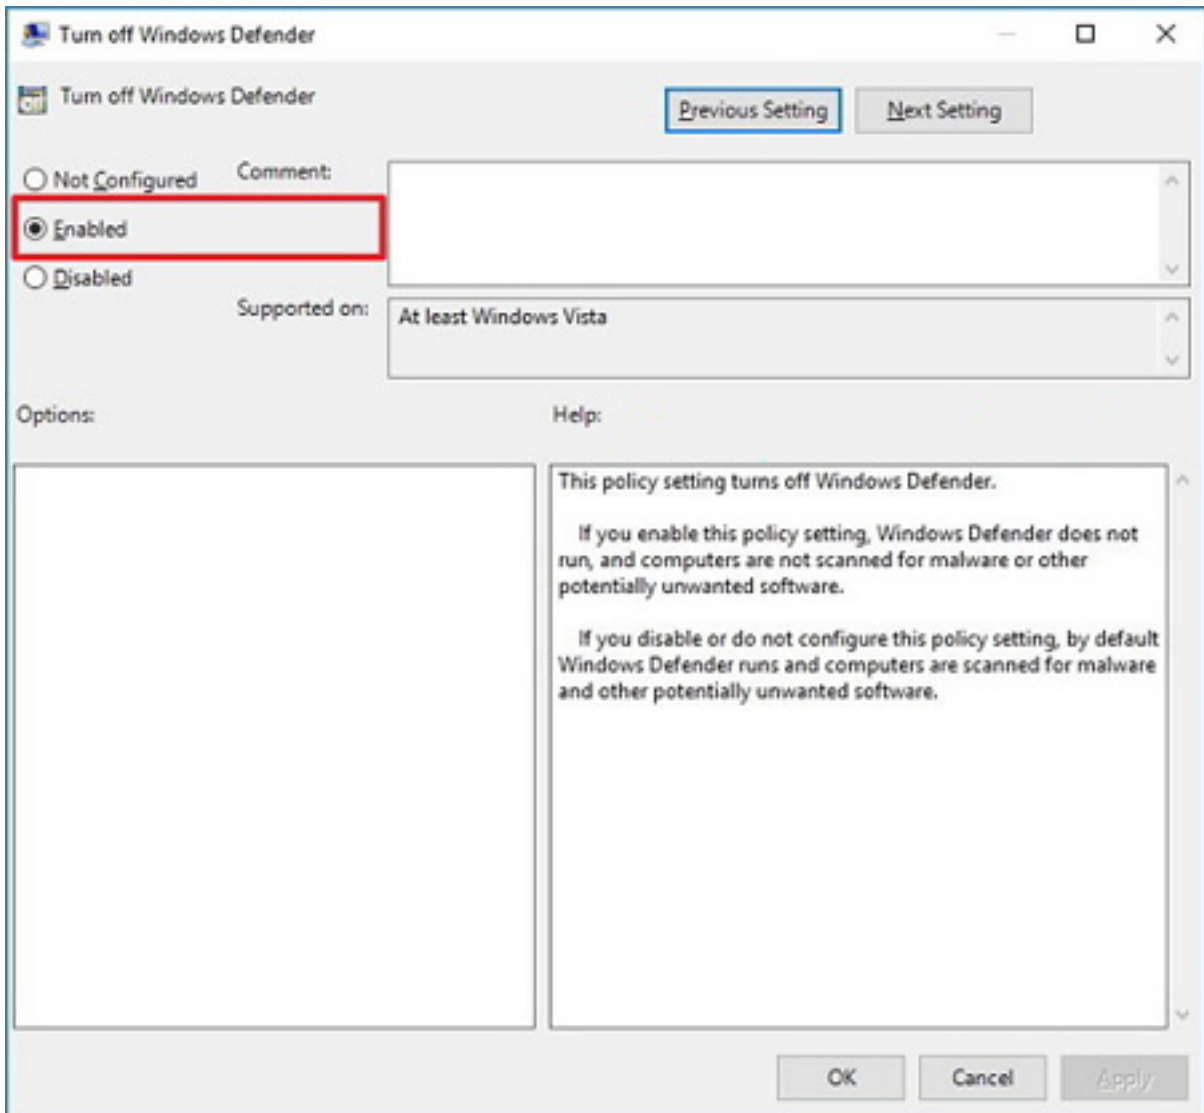 Turn off Windows Defender
Turn off Windows Defender
Previous Setting
Next Setting
Not Configured
Comment:
Enabled
Disabled
Supported on:
At least Windows Vista
Options:
Help:
This policy setting turns off Windows Defender.
If you enable this policy setting, Windows Defender does not
run, and computers are not scanned for malware or other
potentially unwanted software.
If you disable or do not configure this policy setting, by default
Windows Defender runs and computers are scanned for malware
and other potentially unwanted software.
OK
Cancel
Apply